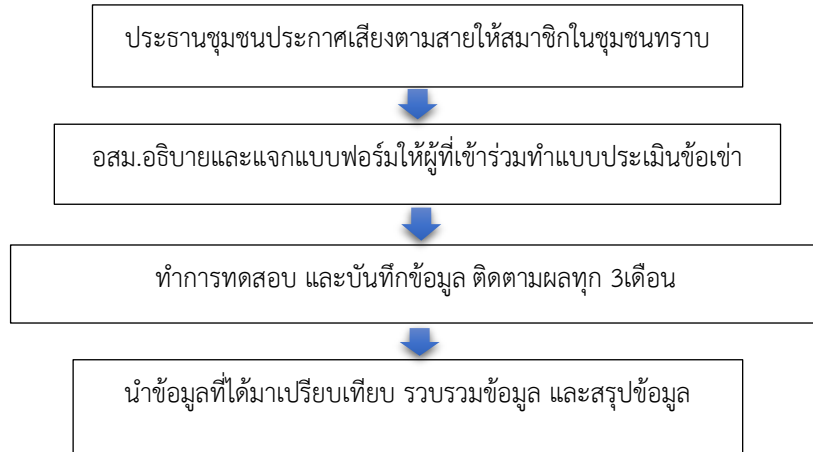 ประธานชุมชนประกาศเสียงตามสายให้สมาชิกในชุมชนทราบ
อสม.อธิบายและแจกแบบฟอร์มให้ผู้ที่เข้าร่วมทำแบบประเมินข้อเข่า
ทำการทดสอบ และบันทึกข้อมูล ติดตามผลทุก 3เดือน
นำข้อมูลที่ได้มาเปรียบเทียบ รวบรวมข้อมูล และสรุปข้อมูล